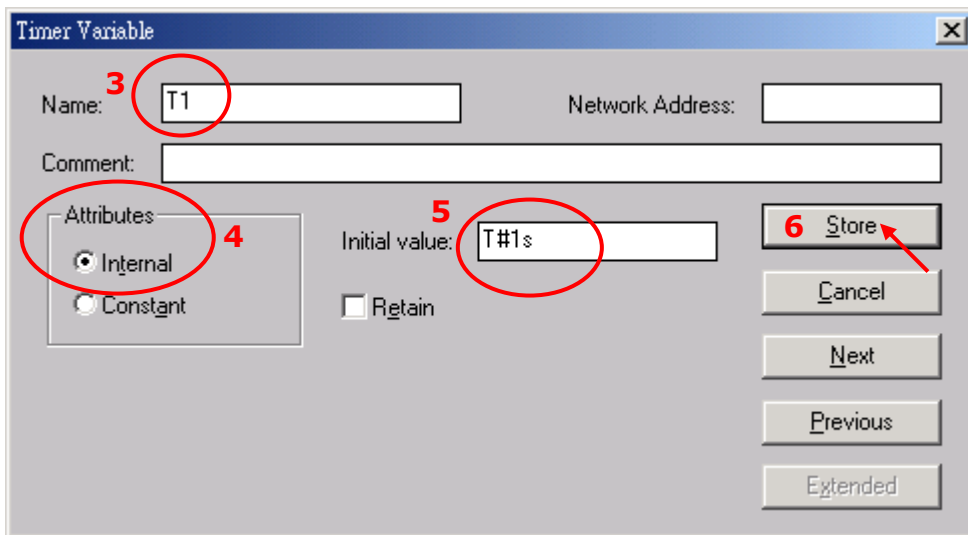 Timer Variable
Name: 3 T1 Network Address:
Comment:
Attributes 4
Internal
Constant
Initial value: 5 T#1s
Retain
6 Store
Cancel
Next
Previous
Extended